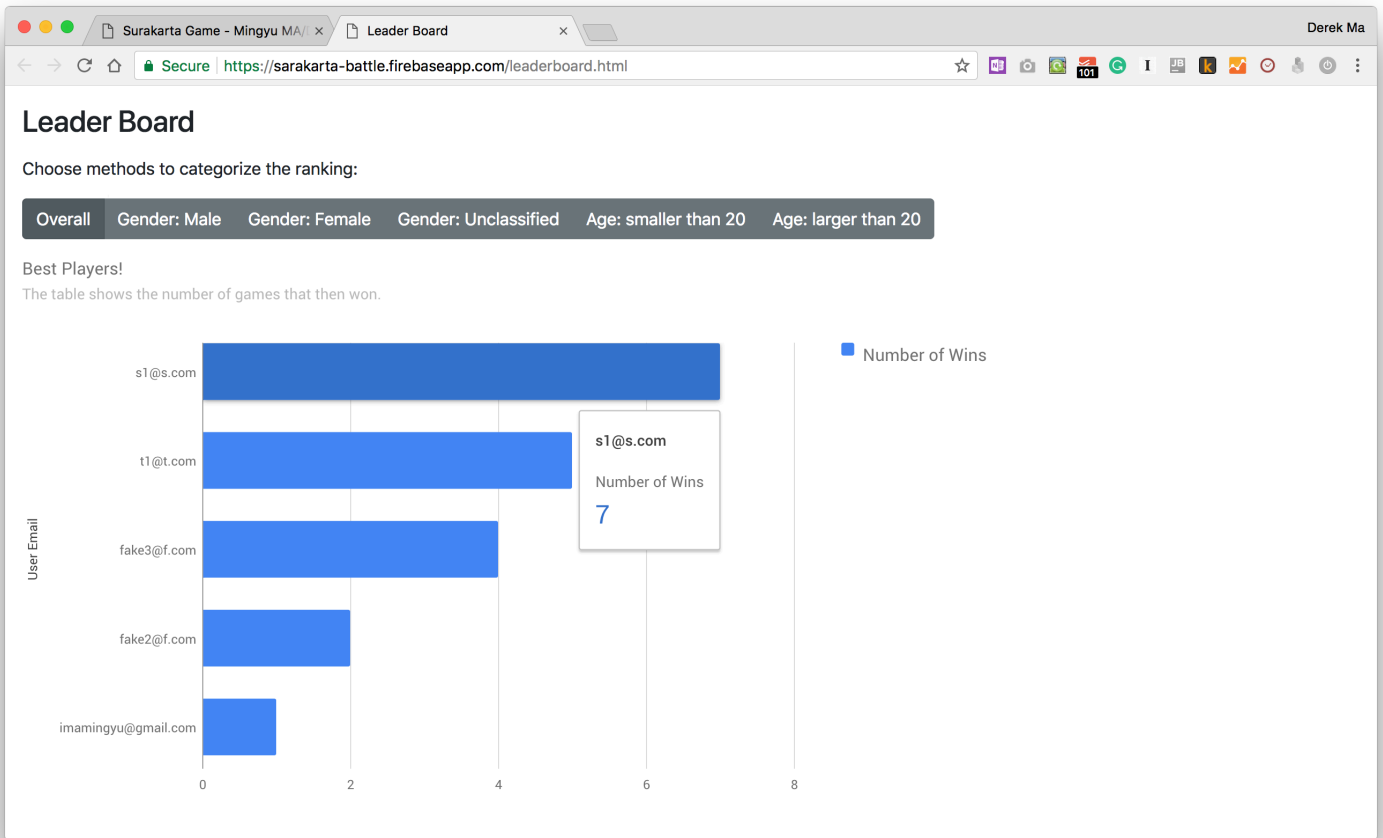 Surakarta Game - Mingyu MA/
Leader Board
Derek Ma
Secure
https://sarakarta-battle.firebaseapp.com/leaderboard.html
101
JB
k
Leader Board
Choose methods to categorize the ranking:
Overall Gender: Male Gender: Female Gender: Unclassified Age: smaller than 20 Age: larger than 20
Best Players!
The table shows the number of games that then won.
Number of Wins
s1@s.com
t1@t.com
s1@s.com
Number of Wins
7
User Email
fake3@f.com
fake2@f.com
imamingyu@gmail.com
0 2 4 6 8